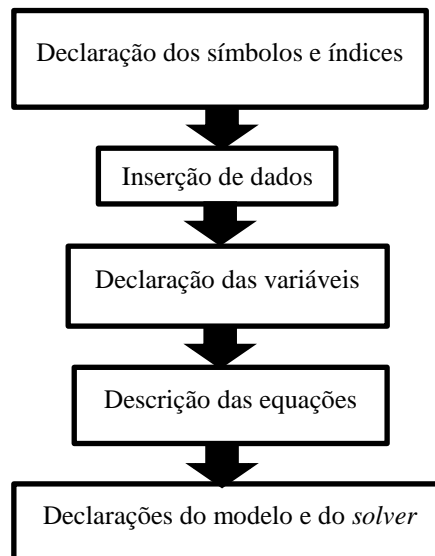 Declaração dos símbolos e índices
Inserção de dados
Declaração das variáveis
Descrição das equações
Declarações do modelo e do solver